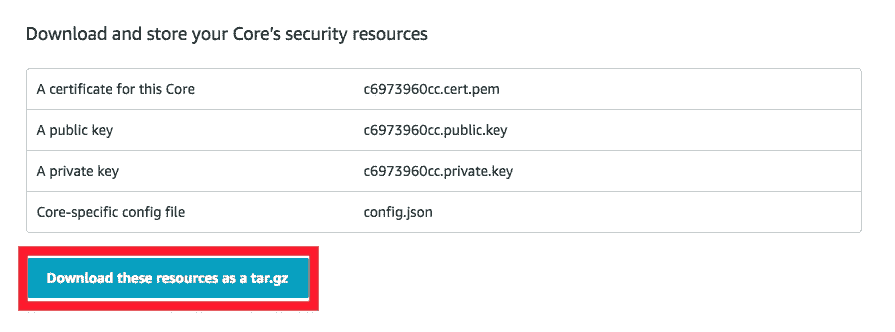 Download and store your Core's security resources
A certificate for this Core c6973960cc.cert.pem
A public key c6973960cc.public.key
A private key c6973960cc.private.key
Core-specific config file config.json
Download these resources as a tar.gz